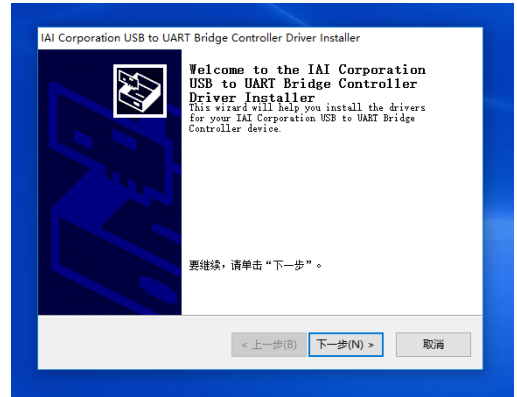 IAI Corporation USB to UART Bridge Controller Driver Installer
Welcome to the IAI Corporation
USB to UART Bridge Controller
Driver Installer
This wizard will help you install the drivers
for your IAI Corporation USB to UART Bridge
Controller device.
要继续，请单击“下一步”。
< 上一步(B)
下一步(N) >
取消